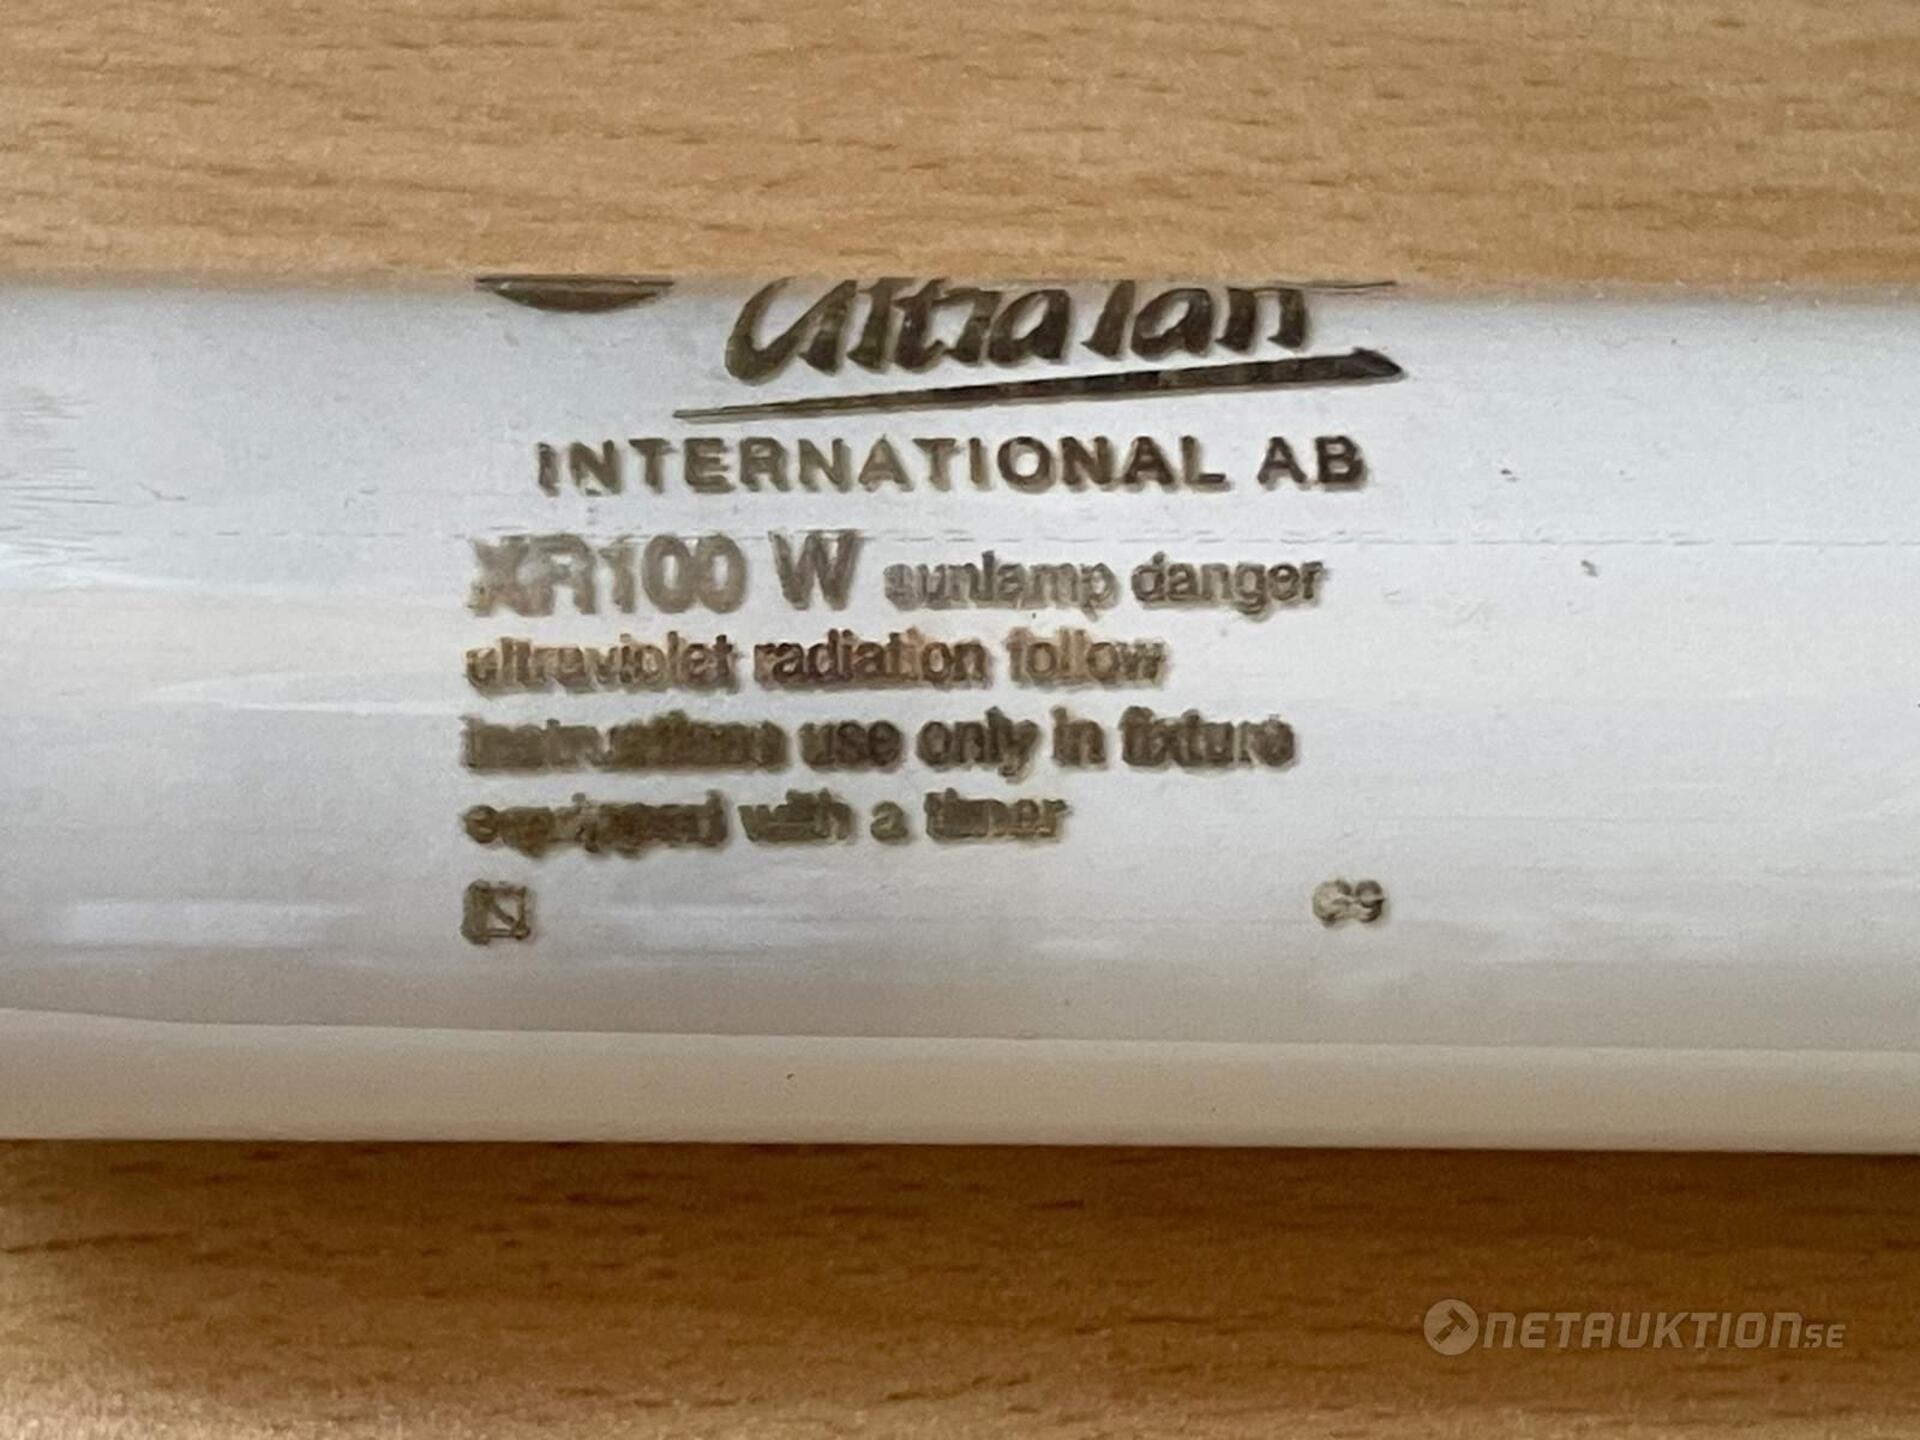 UltraTan
INTERNATIONAL AB
XR100 W sunlamp danger
ultraviolet radiation follow
instructions use only in fixture
equipped with a timer
NETAUKTION.SE